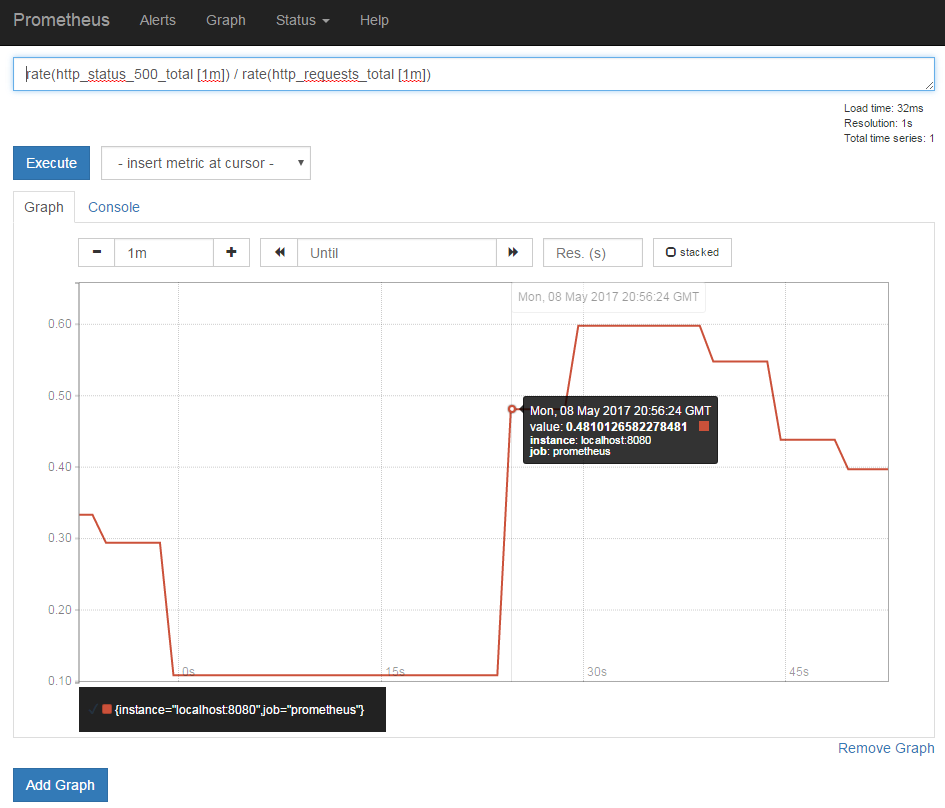 Prometheus Alerts Graph Status Help
rate(http_status_500_total [1m]) / rate(http_requests_total [1m])
Load time: 32ms
Resolution: 1s
Total time series: 1
Execute - insert metric at cursor -
Graph Console
1m Until Res. (s) stacked
Mon, 08 May 2017 20:56:24 GMT
0.60
0.50
Mon, 08 May 2017 20:56:24 GMT
value: 0.4810126582278481
instance: localhost:8080
job: prometheus
0.40
0.30
0.20
0s 15s 30s 45s
0.10
{instance="localhost:8080",job="prometheus"}
Remove Graph
Add Graph